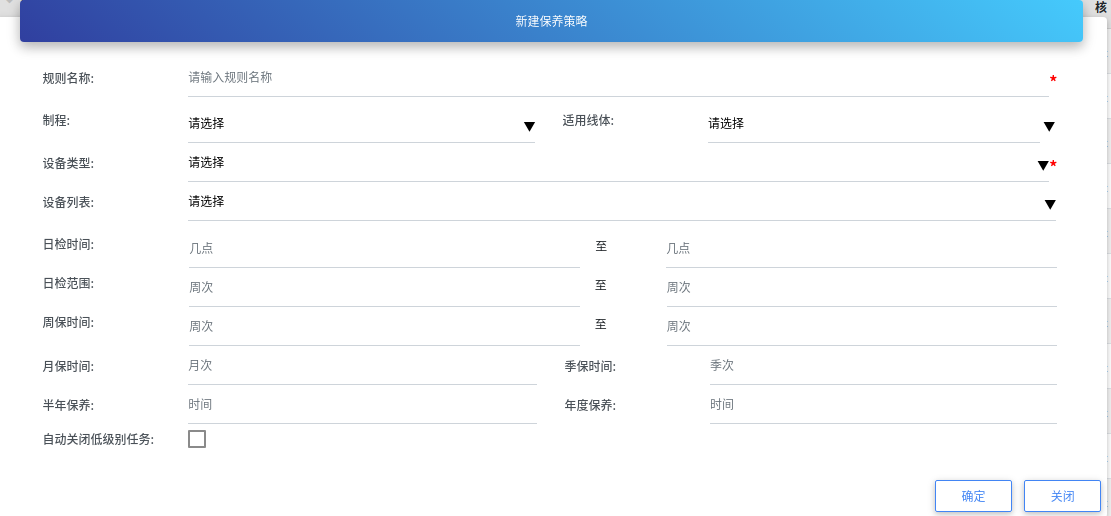 核
新建保养策略
规则名称: 请输入规则名称 *
制程: 请选择 适用线体: 请选择
设备类型: 请选择 *
设备列表: 请选择
日检时间: 几点 至 几点
日检范围: 周次 至 周次
周保时间: 周次 至 周次
月保时间: 月次 季保时间: 季次
半年保养: 时间 年度保养: 时间
自动关闭低级别任务:
确定 关闭